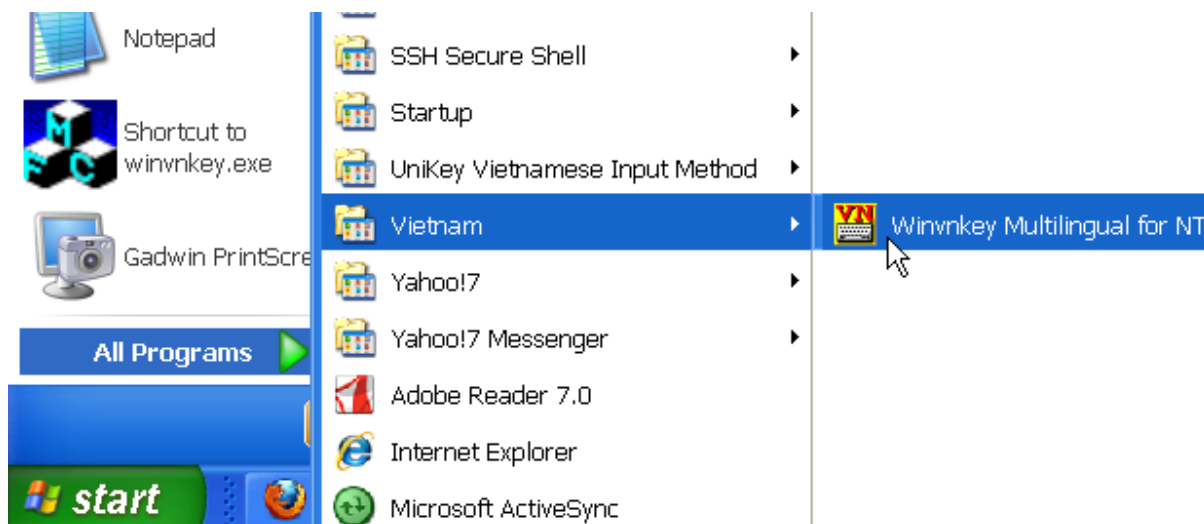 Notepad
Shortcut to
winvnkey.exe
Gadwin PrintScre
All Programs
start
SSH Secure Shell
Startup
UniKey Vietnamese Input Method
Vietnam
Yahoo!7
Yahoo!7 Messenger
Adobe Reader 7.0
Internet Explorer
Microsoft ActiveSync
VN
Winvnkey Multilingual for NT